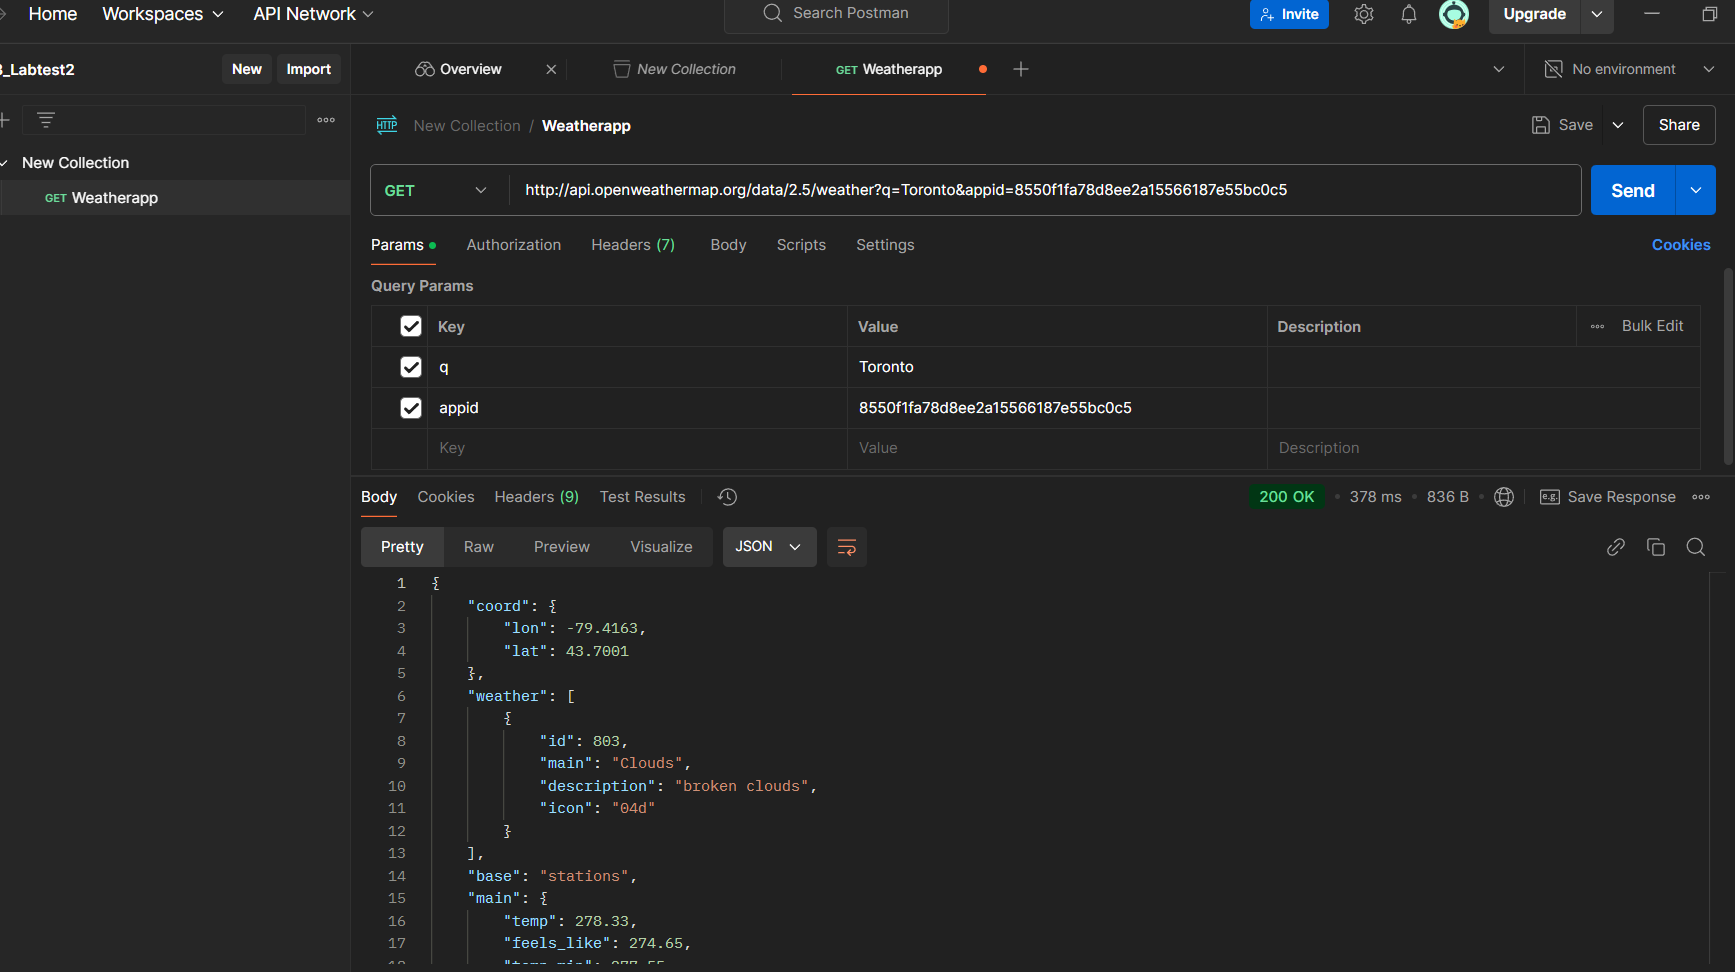 Home Workspaces API Network Search Postman Invite Upgrade
_Labtest2 New Import Overview New Collection GET Weatherapp No environment
New Collection / Weatherapp Save Share
New Collection
GET Weatherapp
GET http://api.openweathermap.org/data/2.5/weather?q=Toronto&appid=8550f1fa78d8ee2a15566187e55bc0c5 Send
Params Authorization Headers (7) Body Scripts Settings Cookies
Query Params
Key Value Description Bulk Edit
q Toronto
appid 8550f1fa78d8ee2a15566187e55bc0c5
Key Value Description
Body Cookies Headers (9) Test Results 200 OK 378 ms 836 B e.g. Save Response
Pretty Raw Preview Visualize JSON
1 {
2 "coord": {
3 "lon": -79.4163,
4 "lat": 43.7001
5 },
6 "weather": [
7 {
8 "id": 803,
9 "main": "Clouds",
10 "description": "broken clouds",
11 "icon": "04d"
12 }
13 ],
14 "base": "stations",
15 "main": {
16 "temp": 278.33,
17 "feels_like": 274.65,